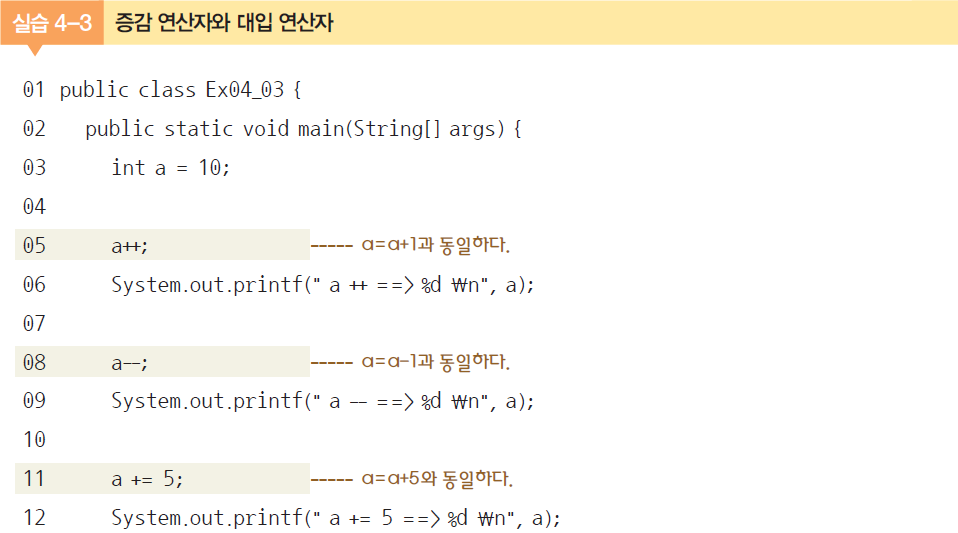 실습 4-3 증감 연산자와 대입 연산자
01 public class Ex04_03 {
02 public static void main(String[] args) {
03 int a = 10;
04
05 a++; ----- a=a+1과 동일하다.
06 System.out.printf(" a ++ ==> %d ₩n", a);
07
08 a--; ----- a=a-1과 동일하다.
09 System.out.printf(" a -- ==> %d ₩n", a);
10
11 a += 5; ----- a=a+5와 동일하다.
12 System.out.printf(" a += 5 ==> %d ₩n", a);